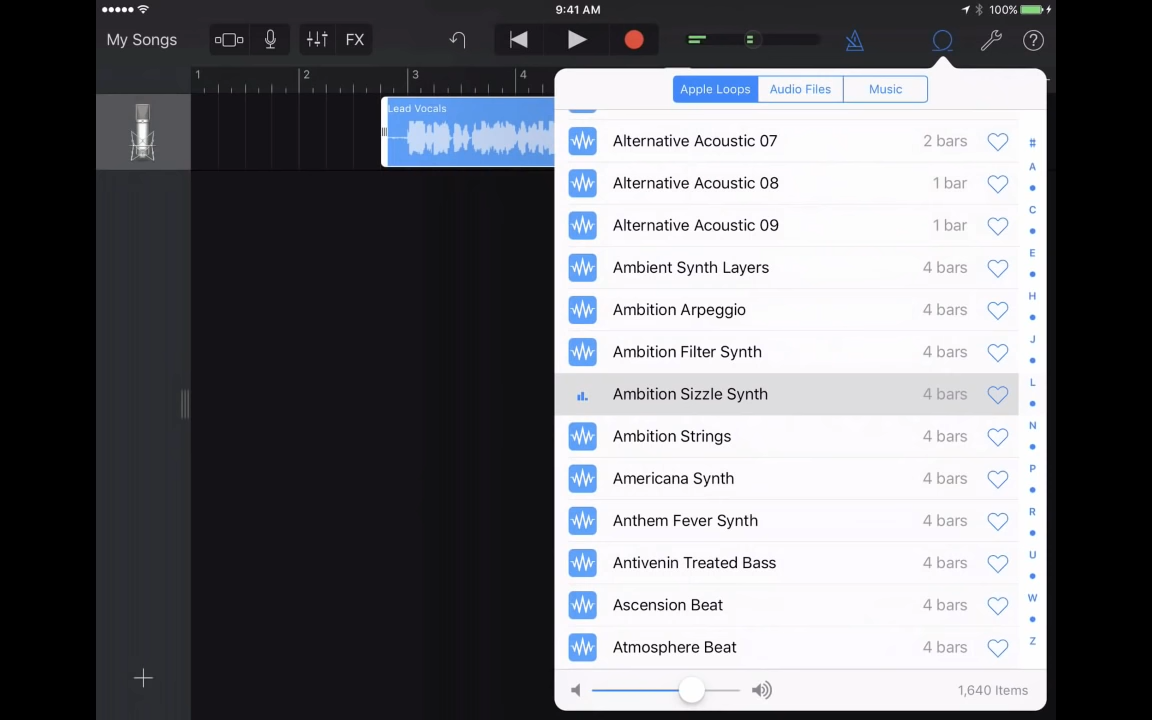 9:41 AM
100%
My Songs
FX
1
2
3
4
Lead Vocals
Apple Loops
Audio Files
Music
Alternative Acoustic 07 2 bars
Alternative Acoustic 08 1 bar
Alternative Acoustic 09 1 bar
Ambient Synth Layers 4 bars
Ambition Arpeggio 4 bars
Ambition Filter Synth 4 bars
Ambition Sizzle Synth 4 bars
Ambition Strings 4 bars
Americana Synth 4 bars
Anthem Fever Synth 4 bars
Antivenin Treated Bass 4 bars
Ascension Beat 4 bars
Atmosphere Beat 4 bars
#
A
C
E
H
J
L
N
P
R
U
W
Z
1,640 Items